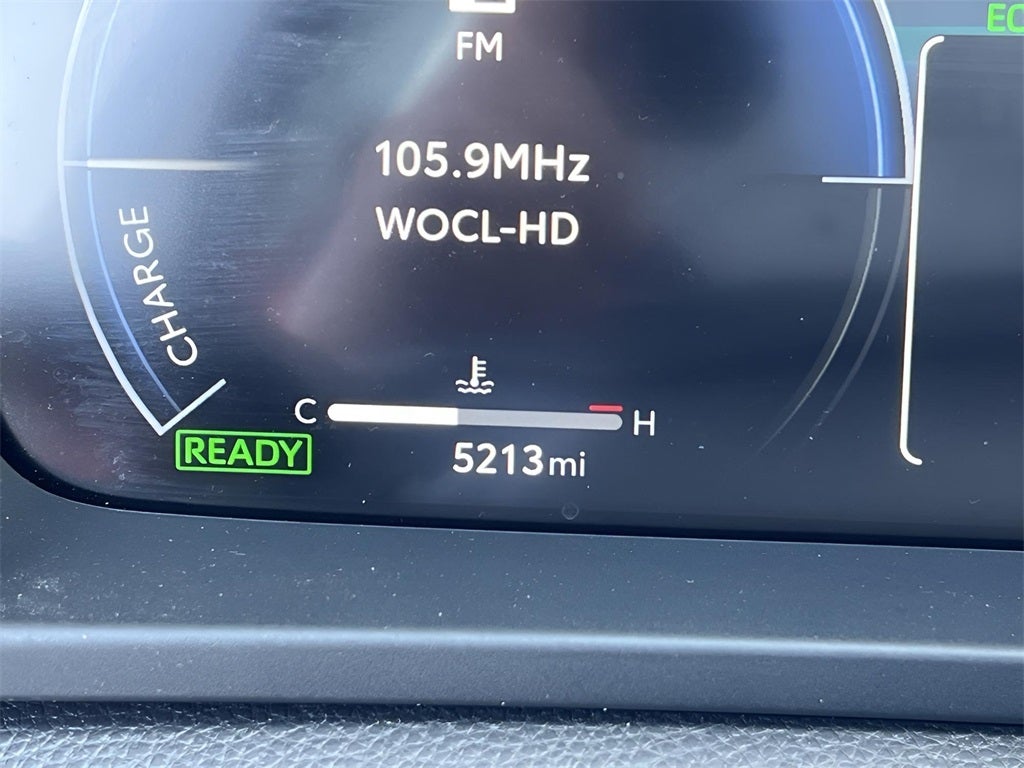 FM
105.9MHz
WOCL-HD
CHARGE
C
H
READY
5213mi